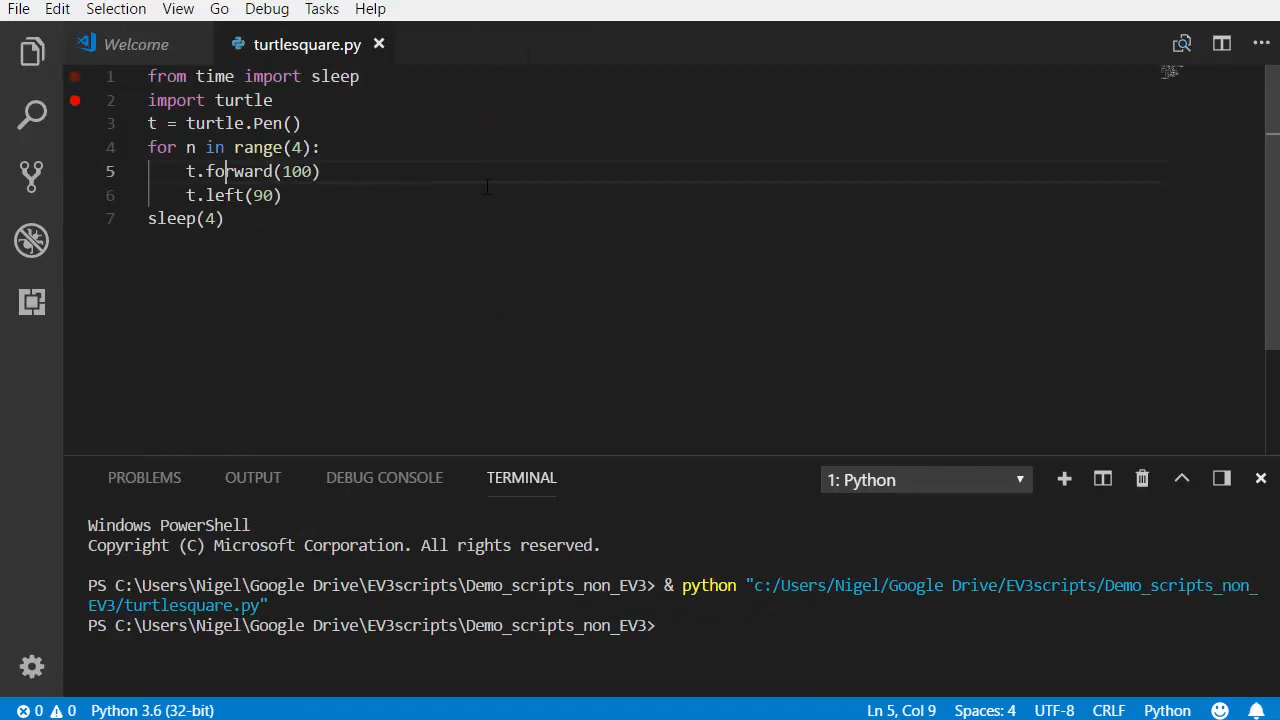 File Edit Selection View Go Debug Tasks Help
Welcome turtlesquare.py
1 from time import sleep
2 import turtle
3 t = turtle.Pen()
4 for n in range(4):
5 t.forward(100)
6 t.left(90)
7 sleep(4)
PROBLEMS OUTPUT DEBUG CONSOLE TERMINAL 1: Python
Windows PowerShell
Copyright (C) Microsoft Corporation. All rights reserved.
PS C:\Users\Nigel\Google Drive\EV3scripts\Demo_scripts_non_EV3> & python "c:/Users/Nigel/Google Drive/EV3scripts/Demo_scripts_non_
EV3/turtlesquare.py"
PS C:\Users\Nigel\Google Drive\EV3scripts\Demo_scripts_non_EV3>
0 0 Python 3.6 (32-bit) Ln 5, Col 9 Spaces: 4 UTF-8 CRLF Python